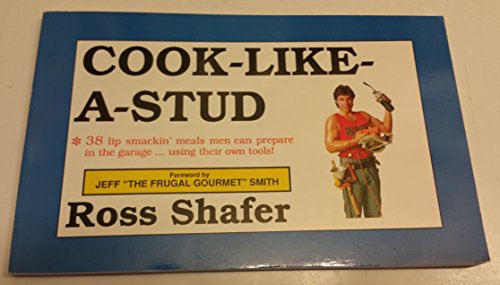 COOK-LIKE-
A-STUD
* 38 lip smackin' meals men can prepare
in the garage ... using their own tools!
Foreword by
JEFF "THE FRUGAL GOURMET" SMITH
Ross Shafer